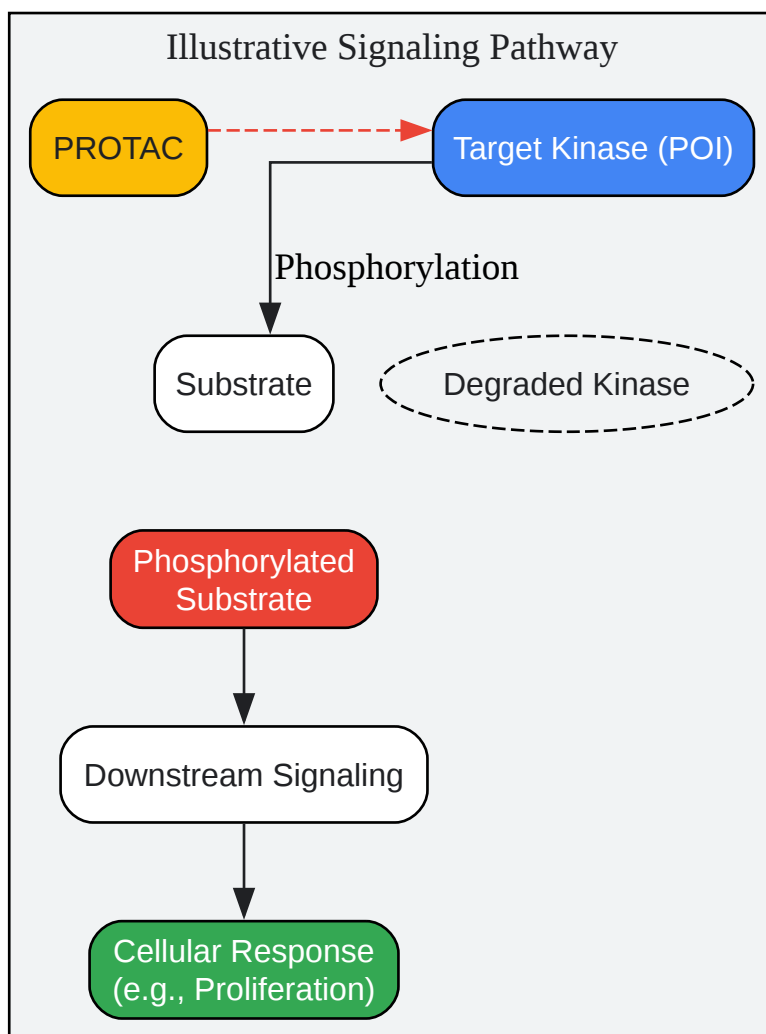 Illustrative Signaling Pathway
PROTAC
Target Kinase (POI)
Phosphorylation
Substrate
Degraded Kinase
Phosphorylated
Substrate
Downstream Signaling
Cellular Response
(e.g., Proliferation)